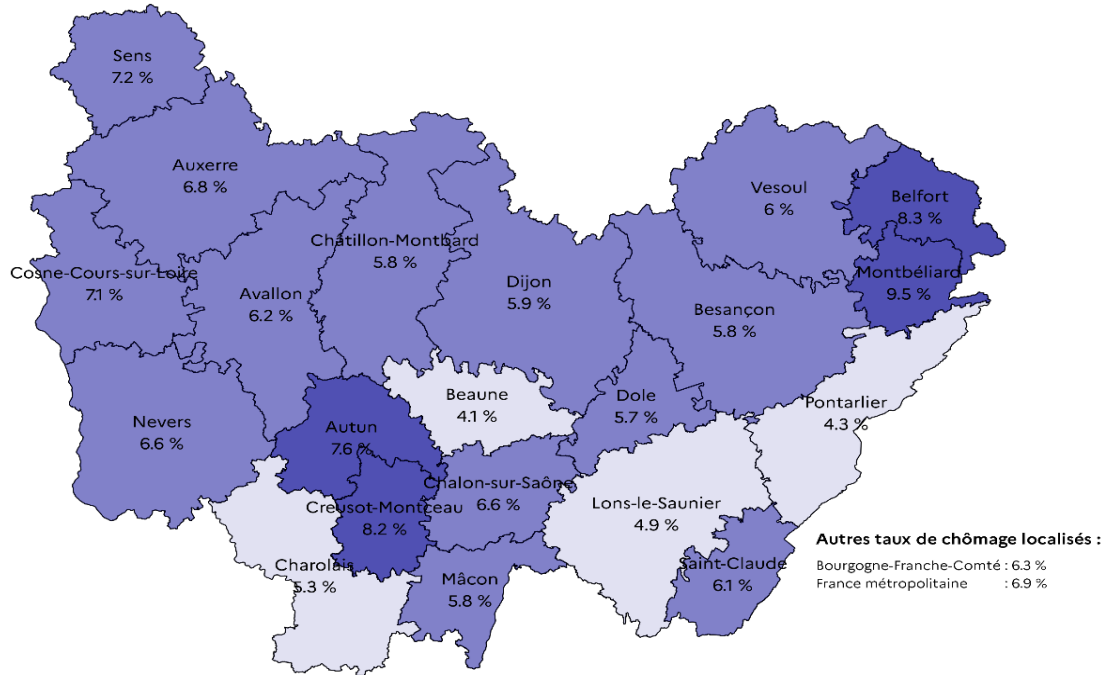 Sens
7.2 %
Auxerre
6.8 %
Vesoul
6 %
Belfort
8.3 %
Châtillon-Montbard
5.8 %
Cosne-Cours-sur-Loire
7.1 %
Avallon
6.2 %
Dijon
5.9 %
Montbéliard
9.5 %
Besançon
5.8 %
Beaune
4.1 %
Dole
5.7 %
Pontarlier
4.3 %
Nevers
6.6 %
Autun
7.6 %
Chalon-sur-Saône
6.6 %
Creusot-Montceau
8.2 %
Lons-le-Saunier
4.9 %
Charolais
5.3 %
Mâcon
5.8 %
Saint-Claude
6.1 %
Autres taux de chômage localisés :
Bourgogne-Franche-Comté : 6.3 %
France métropolitaine : 6.9 %